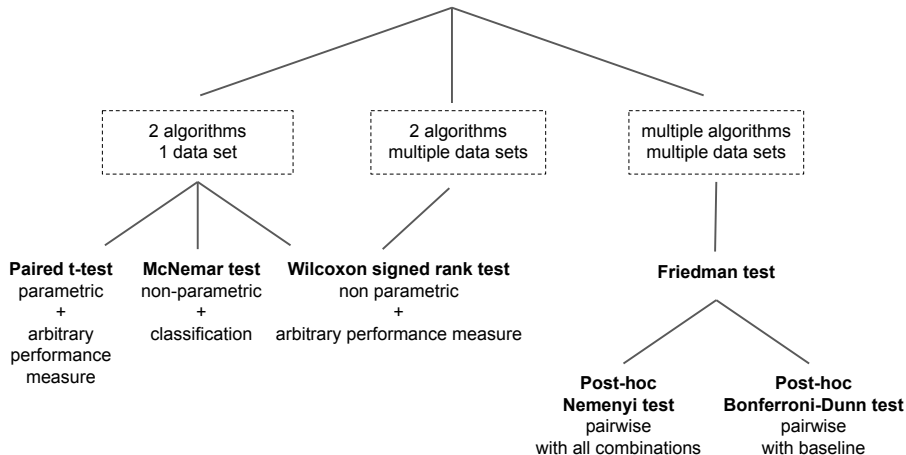 2 algorithms
1 data set
2 algorithms
multiple data sets
multiple algorithms
multiple data sets
Paired t-test
parametric
+
arbitrary
performance
measure
McNemar test
non-parametric
+
classification
Wilcoxon signed rank test
non parametric
+
arbitrary performance measure
Friedman test
Post-hoc
Nemenyi test
pairwise
with all combinations
Post-hoc
Bonferroni-Dunn test
pairwise
with baseline